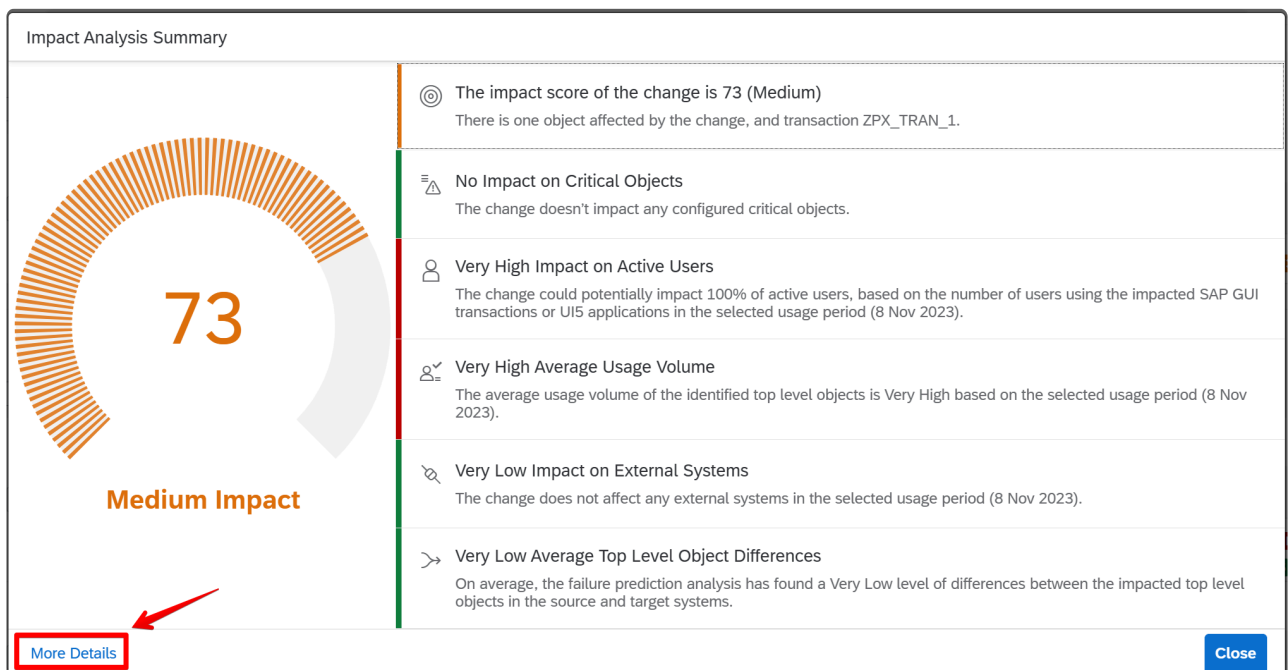 Impact Analysis Summary
73
Medium Impact
The impact score of the change is 73 (Medium)
There is one object affected by the change, and transaction ZPX_TRAN_1.
No Impact on Critical Objects
The change doesn't impact any configured critical objects.
Very High Impact on Active Users
The change could potentially impact 100% of active users, based on the number of users using the impacted SAP GUI
transactions or UI5 applications in the selected usage period (8 Nov 2023).
Very High Average Usage Volume
The average usage volume of the identified top level objects is Very High based on the selected usage period (8 Nov
2023).
Very Low Impact on External Systems
The change does not affect any external systems in the selected usage period (8 Nov 2023).
Very Low Average Top Level Object Differences
On average, the failure prediction analysis has found a Very Low level of differences between the impacted top level
objects in the source and target systems.
More Details
Close